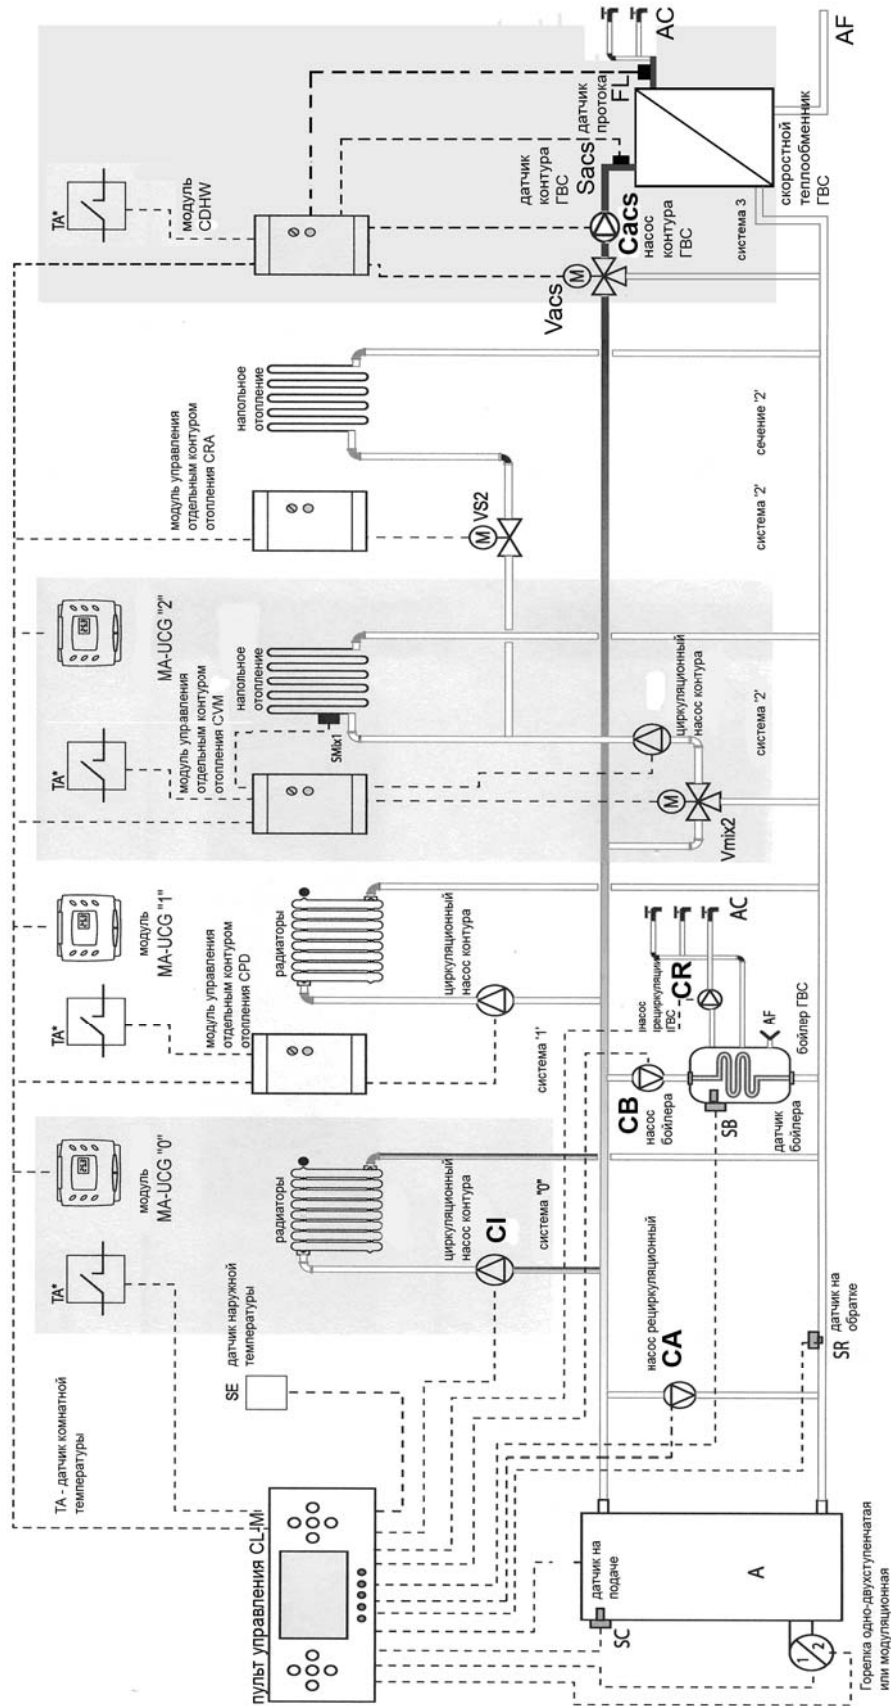 пульт управления CL-M
TA - датчик комнатной
температуры
SE
датчик наружной
температуры
TA*
модуль
MA-UCG "0"
радиаторы
циркуляционный
насос контура
CI
система "0"
TA*
модуль
MA-UCG "1"
модуль управления
отдельным контуром
отопления CPD
радиаторы
циркуляционный
насос контура
система '1'
TA*
MA-UCG "2"
модуль управления
отдельным контуром
отопления CVM
SMix1
напольное
отопление
циркуляционный
насос контура
M
Vmix2
система '2'
модуль управления
отдельным контуром
отопления CRA
напольное
отопление
M
VS2
система '2'
сечение '2'
TA*
модуль
CDHW
M
Vacs
датчик
контура
ГВС
Sacs
Cacs
насос
контура
ГВС
система 3
датчик
протока
FL
AC
скоростной
теплообменник
ГВС
AF
насос
рециркуляции
ГВС
CR
AC
CB
насос
бойлера
SB
AF
бойлер ГВС
датчик
бойлера
насос рециркуляционный
CA
SR
датчик на
обратке
датчик на
подаче
SC
A
1
2
Горелка одно-двухступенчатая
или модуляционная